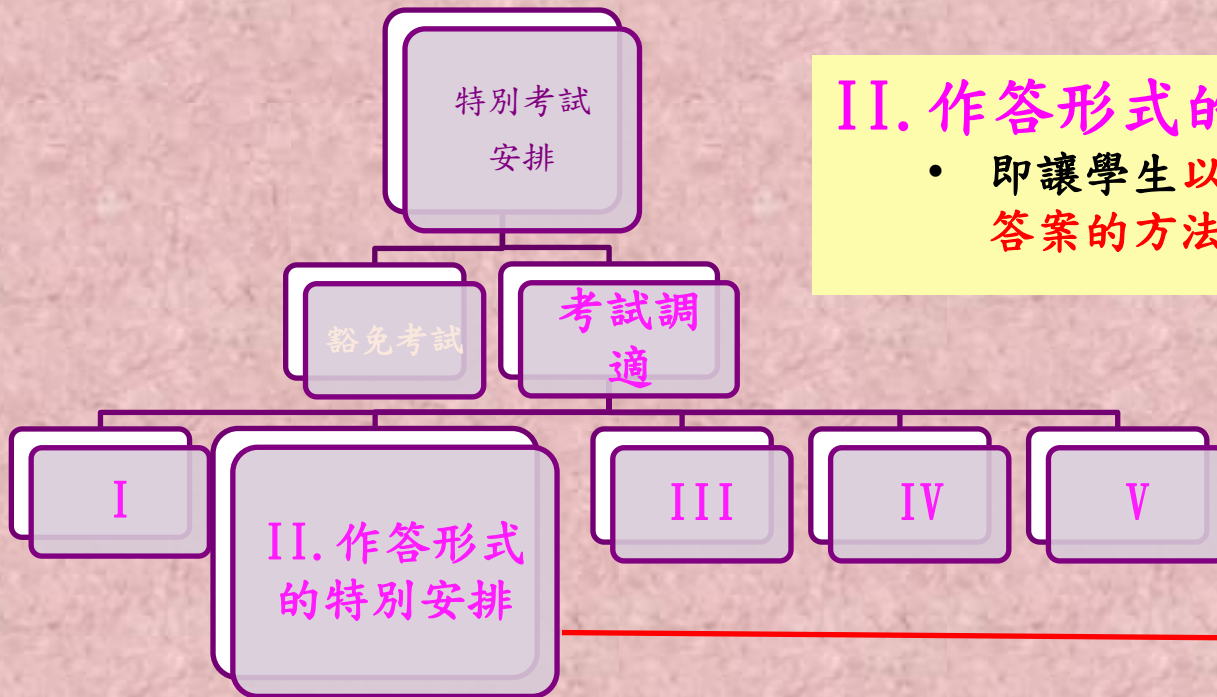 特別考試
安排
II. 作答形式的
• 即讓學生以
答案的方法
豁免考試
考試調
適
I
II. 作答形式
的特別安排
III
IV
V